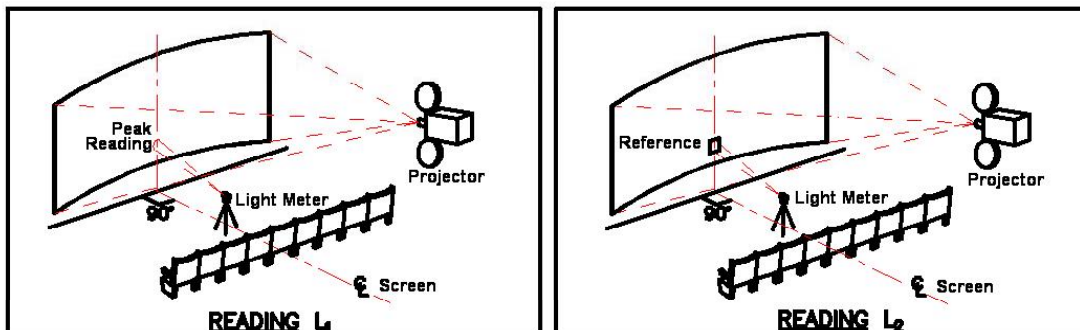 Peak
Reading
Projector
Light Meter
90°
℄ Screen
READING L₁
Reference
Projector
Light Meter
90°
℄ Screen
READING L₂